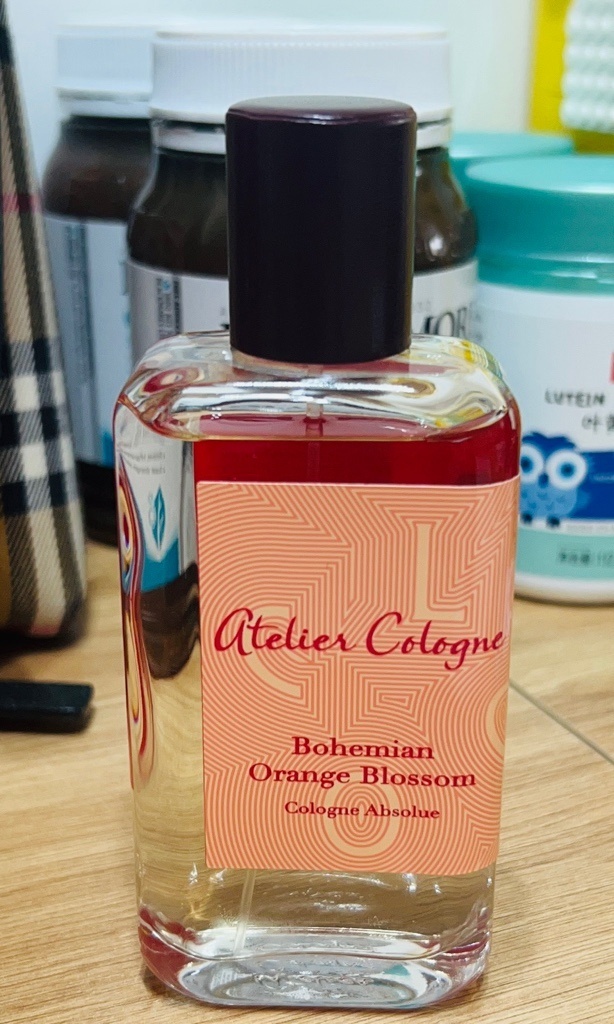 Atelier Cologne
Bohemian
Orange Blossom
Cologne Absolue
L
C
O
LUTEIN